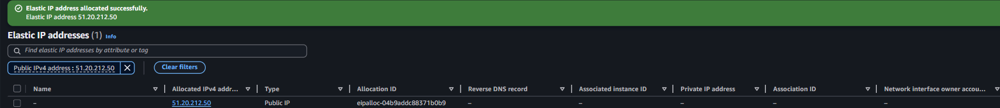 Elastic IP address allocated successfully.
Elastic IP address 51.20.212.50
Elastic IP addresses (1) Info
Find elastic IP addresses by attribute or tag
Public IPv4 address : 51.20.212.50 Clear filters
Name Allocated IPv4 addr... Type Allocation ID Reverse DNS record Associated instance ID Private IP address Association ID Network interface owner accou...
– 51.20.212.50 Public IP eipalloc-04b9addc88371b0b9 – – – – –